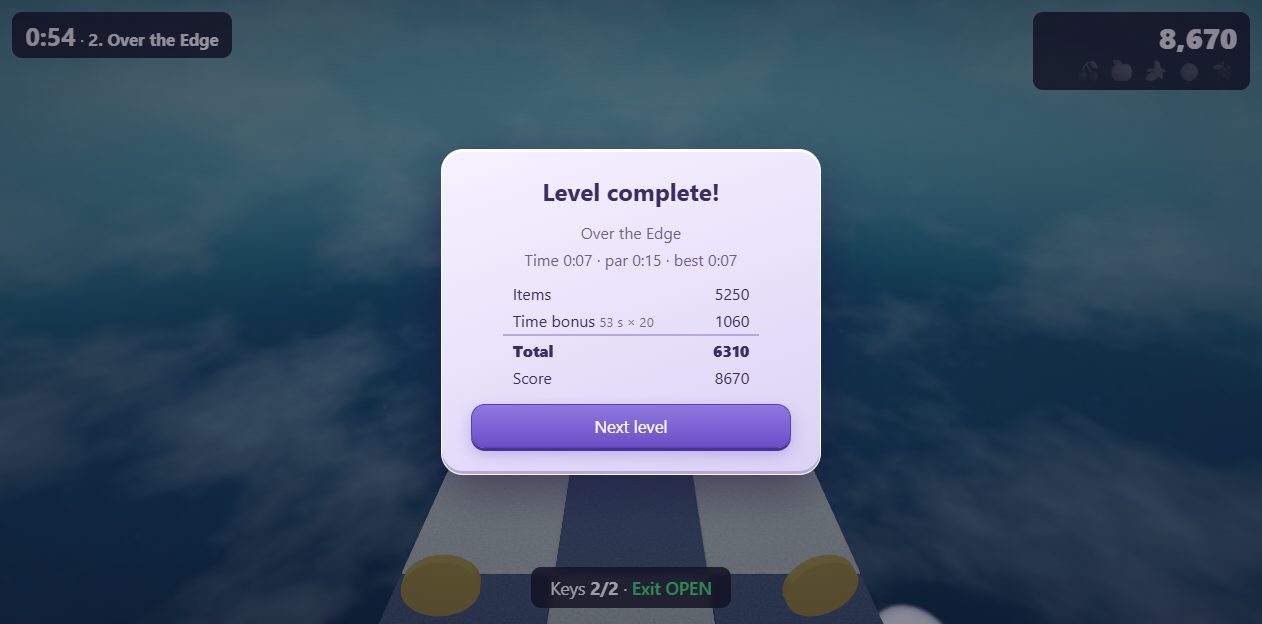 0:54 · 2. Over the Edge
8,670
Level complete!
Over the Edge
Time 0:07 · par 0:15 · best 0:07
Items 5250
Time bonus 53 s × 20 1060
Total 6310
Score 8670
Next level
Keys 2/2 · Exit OPEN